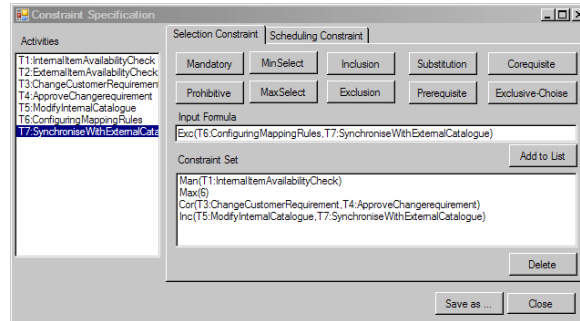 Constraint Specification
Activities
T1:InternalItemAvailabilityCheck
T2:ExternalItemAvailabilityCheck
T3:ChangeCustomerRequirement
T4:ApproveChangerequirement
T5:ModifyInternalCatalogue
T6:ConfiguringMappingRules
T7:SynchroniseWithExternalCata
Selection Constraint Scheduling Constraint
Mandatory MinSelect Inclusion Substitution Corequisite
Prohibitive MaxSelect Exclusion Prerequisite Exclusive-Choise
Input Formula
Exc(T6:ConfiguringMappingRules,T7:SynchroniseWithExternalCatalogue)
Constraint Set Add to List
Man(T1:InternalItemAvailabilityCheck)
Max(6)
Cor(T3:ChangeCustomerRequirement,T4:ApproveChangerequirement)
Inc(T5:ModifyInternalCatalogue,T7:SynchroniseWithExternalCatalogue)
Delete
Save as ... Close